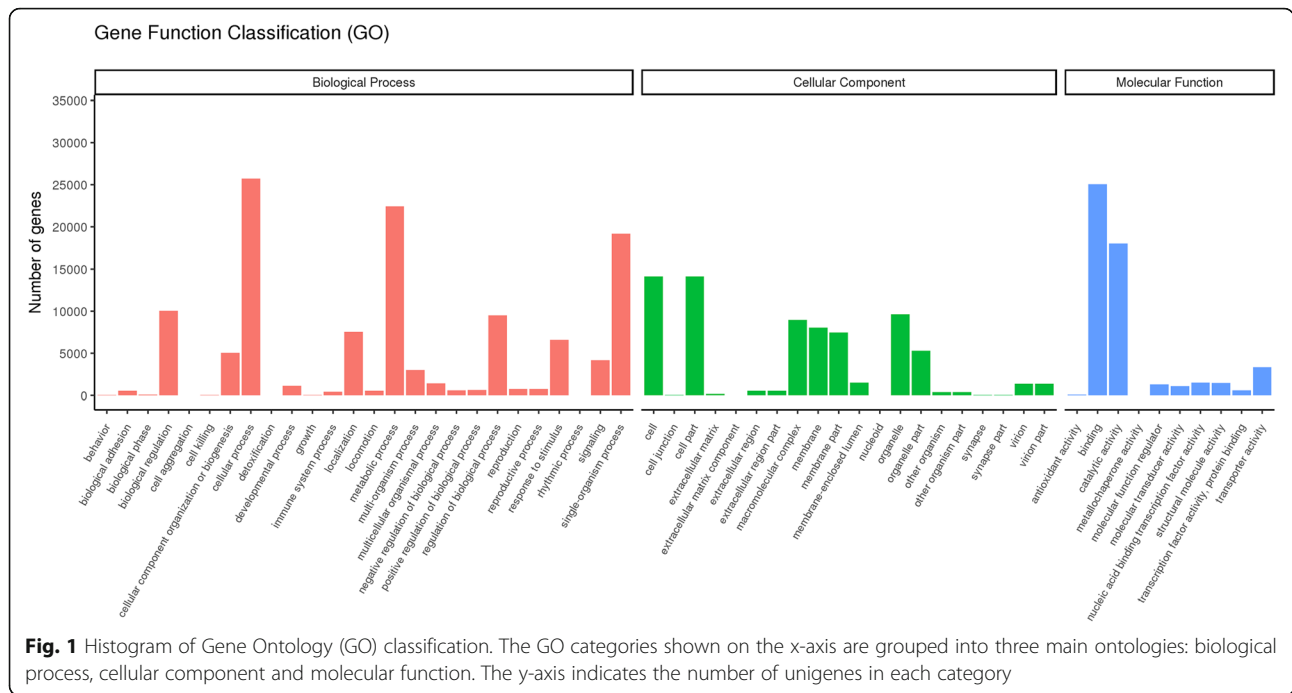 Gene Function Classification (GO)
Biological Process
Cellular Component
Molecular Function
Number of genes
35000
30000
25000
20000
15000
10000
5000
0
behavior
biological adhesion
biological phase
biological regulation
cell aggregation
cell killing
cellular component organization or biogenesis
cellular process
detoxification
developmental process
growth
immune system process
localization
locomotion
metabolic process
multi-organism process
multicellular organismal process
negative regulation of biological process
positive regulation of biological process
regulation of biological process
reproduction
reproductive process
response to stimulus
rhythmic process
signaling
single-organism process
cell
cell junction
cell part
extracellular matrix
extracellular matrix component
extracellular region
extracellular region part
macromolecular complex
membrane
membrane part
membrane-enclosed lumen
nucleoid
organelle
organelle part
other organism
other organism part
synapse
synapse part
virion
virion part
antioxidant activity
binding
catalytic activity
metallochaperone activity
molecular function regulator
molecular transducer activity
nucleic acid binding transcription factor activity
structural molecule activity
transcription factor activity, protein binding
transporter activity
Fig. 1 Histogram of Gene Ontology (GO) classification. The GO categories shown on the x-axis are grouped into three main ontologies: biological
process, cellular component and molecular function. The y-axis indicates the number of unigenes in each category